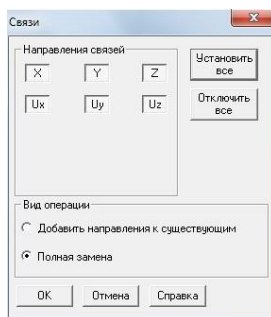 Связи
Направления связей
X Y Z
Ux Uy Uz
Установить все
Отключить все
Вид операции
Добавить направления к существующим
Полная замена
ОК Отмена Справка